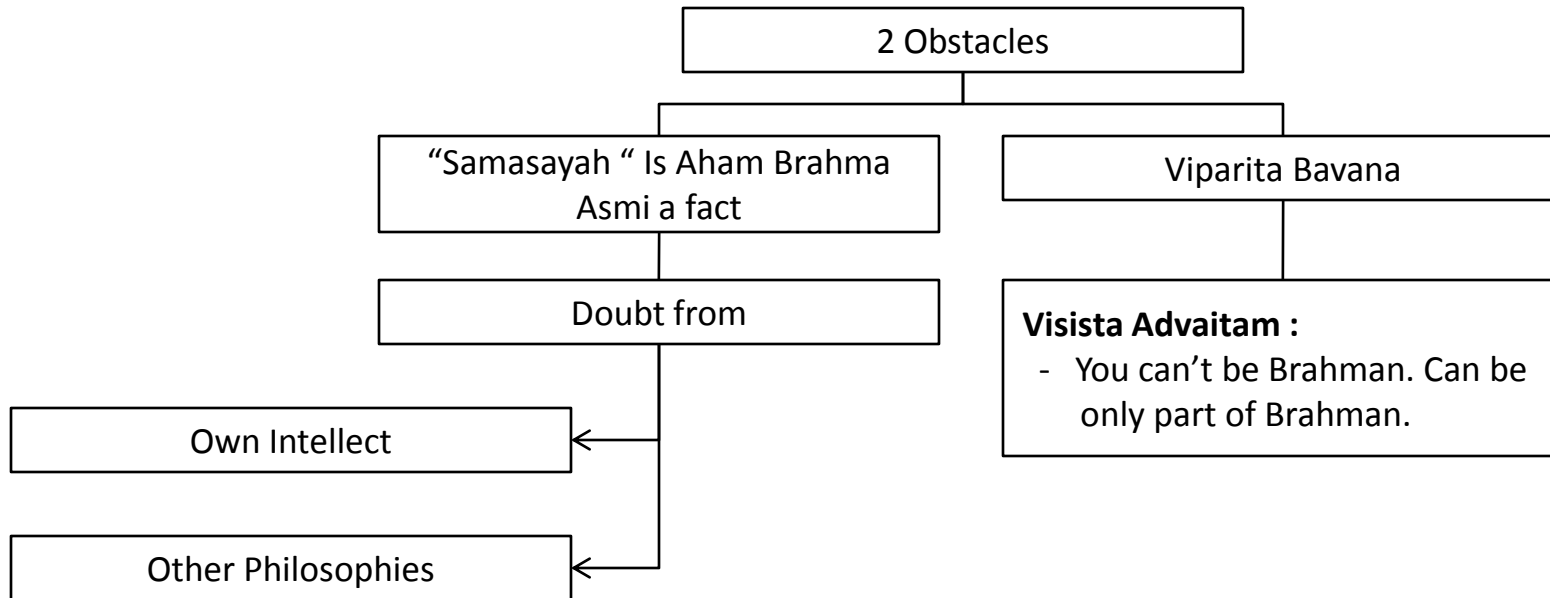 2 Obstacles
“Samasayah “ Is Aham Brahma
Asmi a fact
Viparita Bavana
Doubt from
Visista Advaitam :
- You can’t be Brahman. Can be
only part of Brahman.
Own Intellect
Other Philosophies